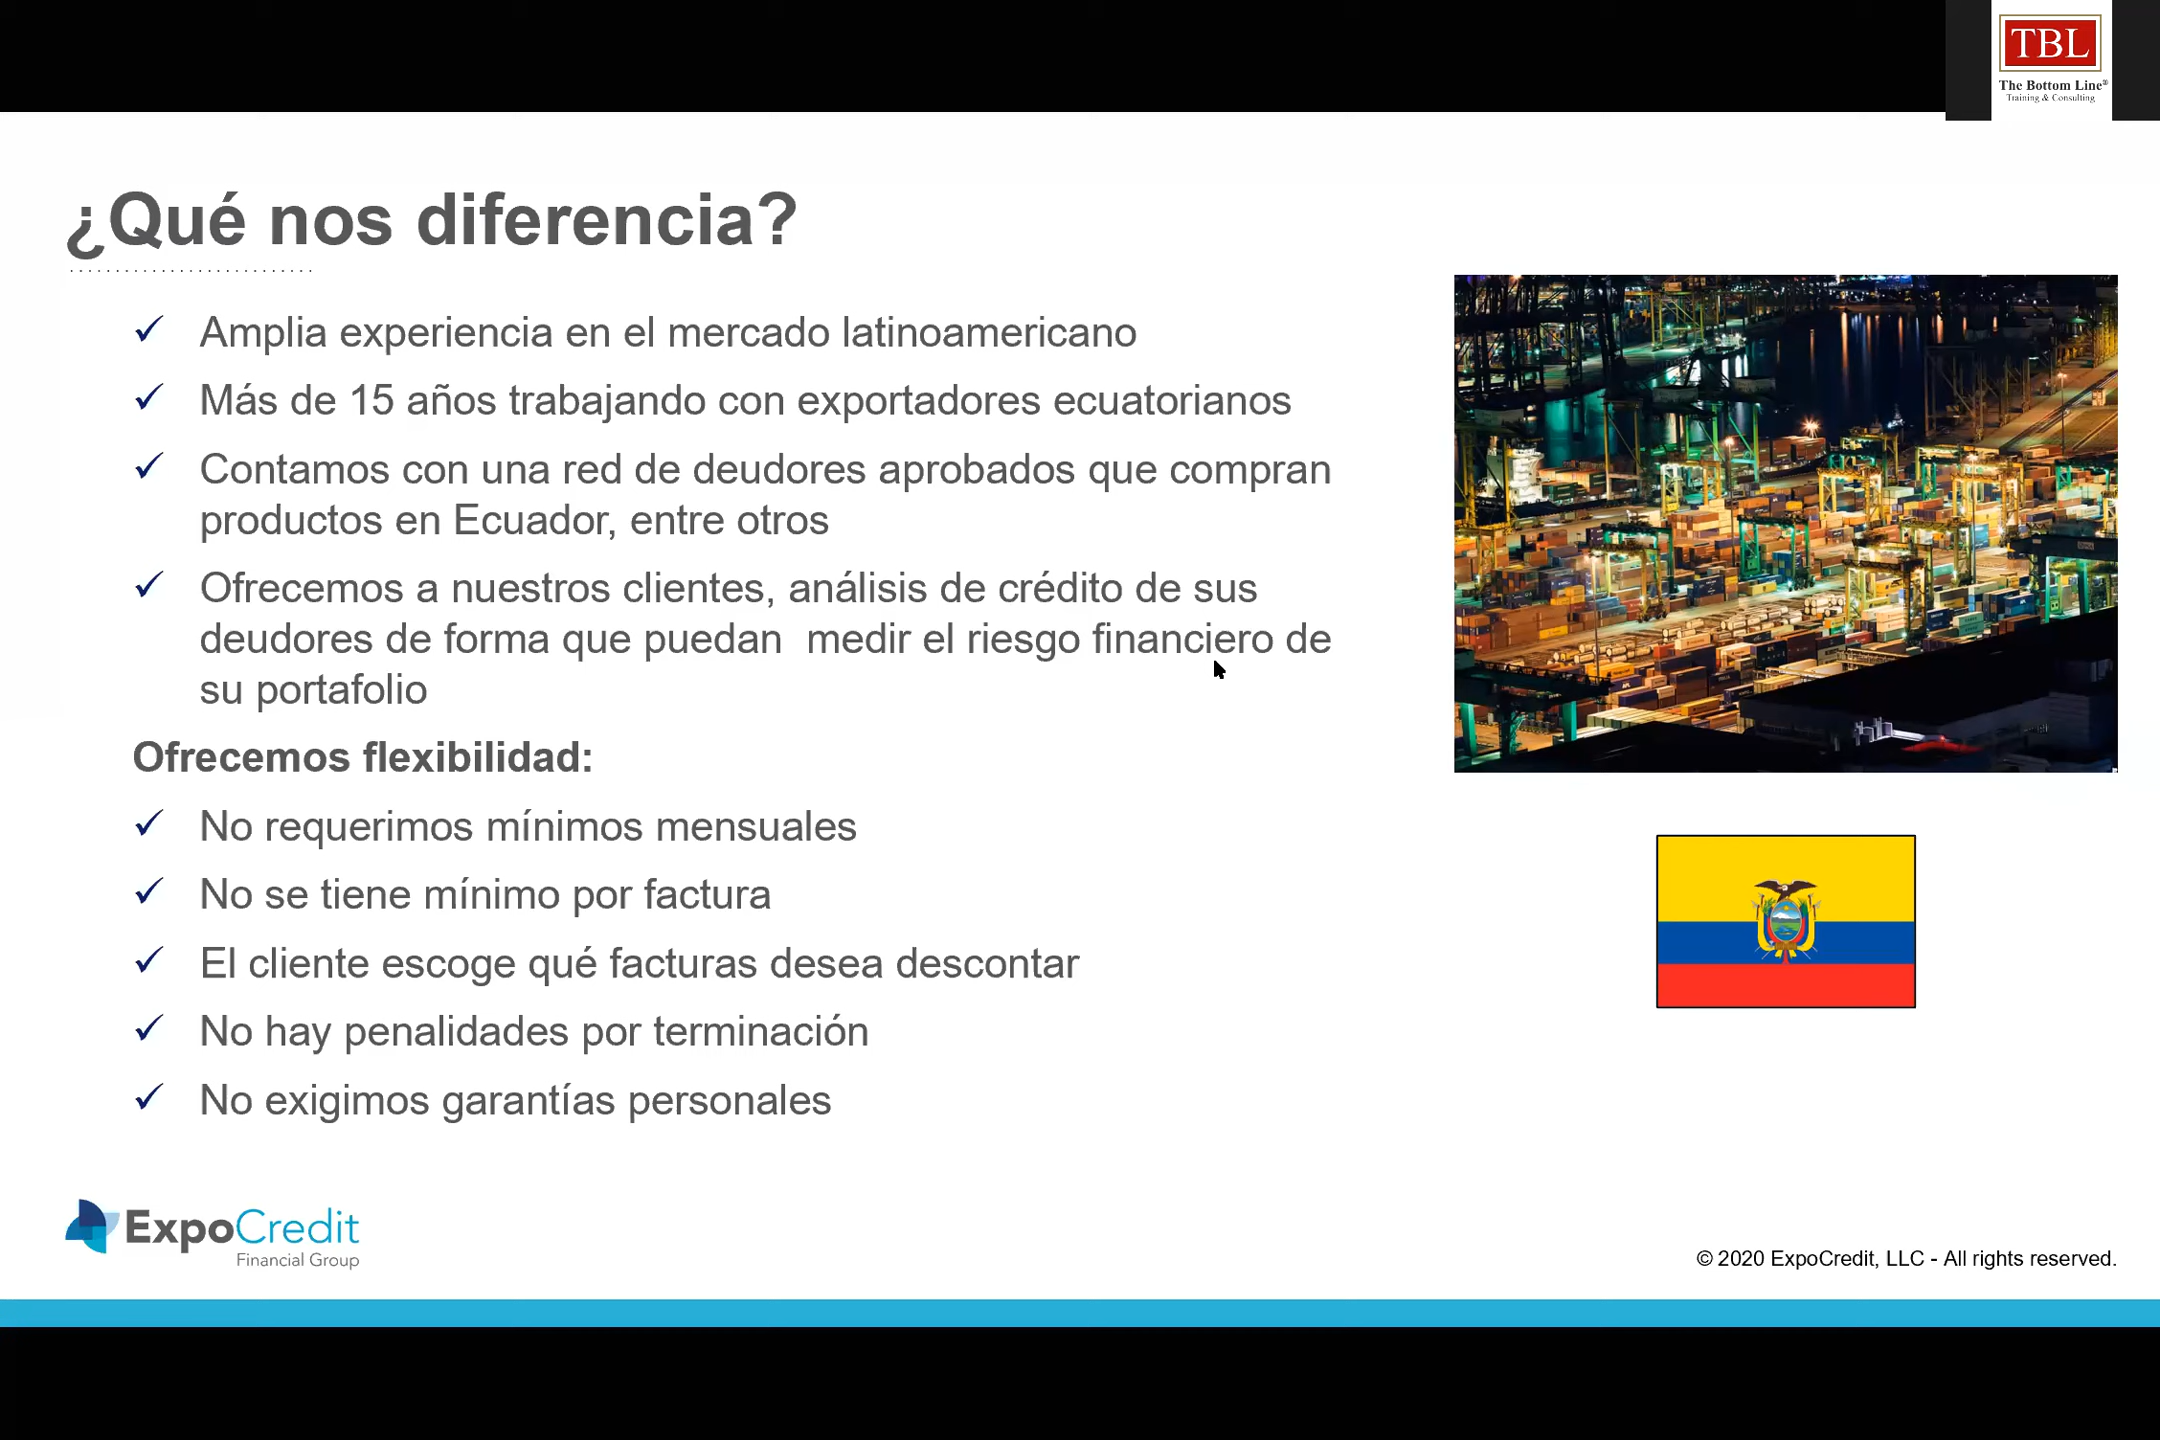 TBL
The Bottom Line®
Training & Consulting
¿Qué nos diferencia?
✓ Amplia experiencia en el mercado latinoamericano
✓ Más de 15 años trabajando con exportadores ecuatorianos
✓ Contamos con una red de deudores aprobados que compran
productos en Ecuador, entre otros
✓ Ofrecemos a nuestros clientes, análisis de crédito de sus
deudores de forma que puedan  medir el riesgo financiero de
su portafolio
Ofrecemos flexibilidad:
✓ No requerimos mínimos mensuales
✓ No se tiene mínimo por factura
✓ El cliente escoge qué facturas desea descontar
✓ No hay penalidades por terminación
✓ No exigimos garantías personales
ExpoCredit
Financial Group
© 2020 ExpoCredit, LLC - All rights reserved.